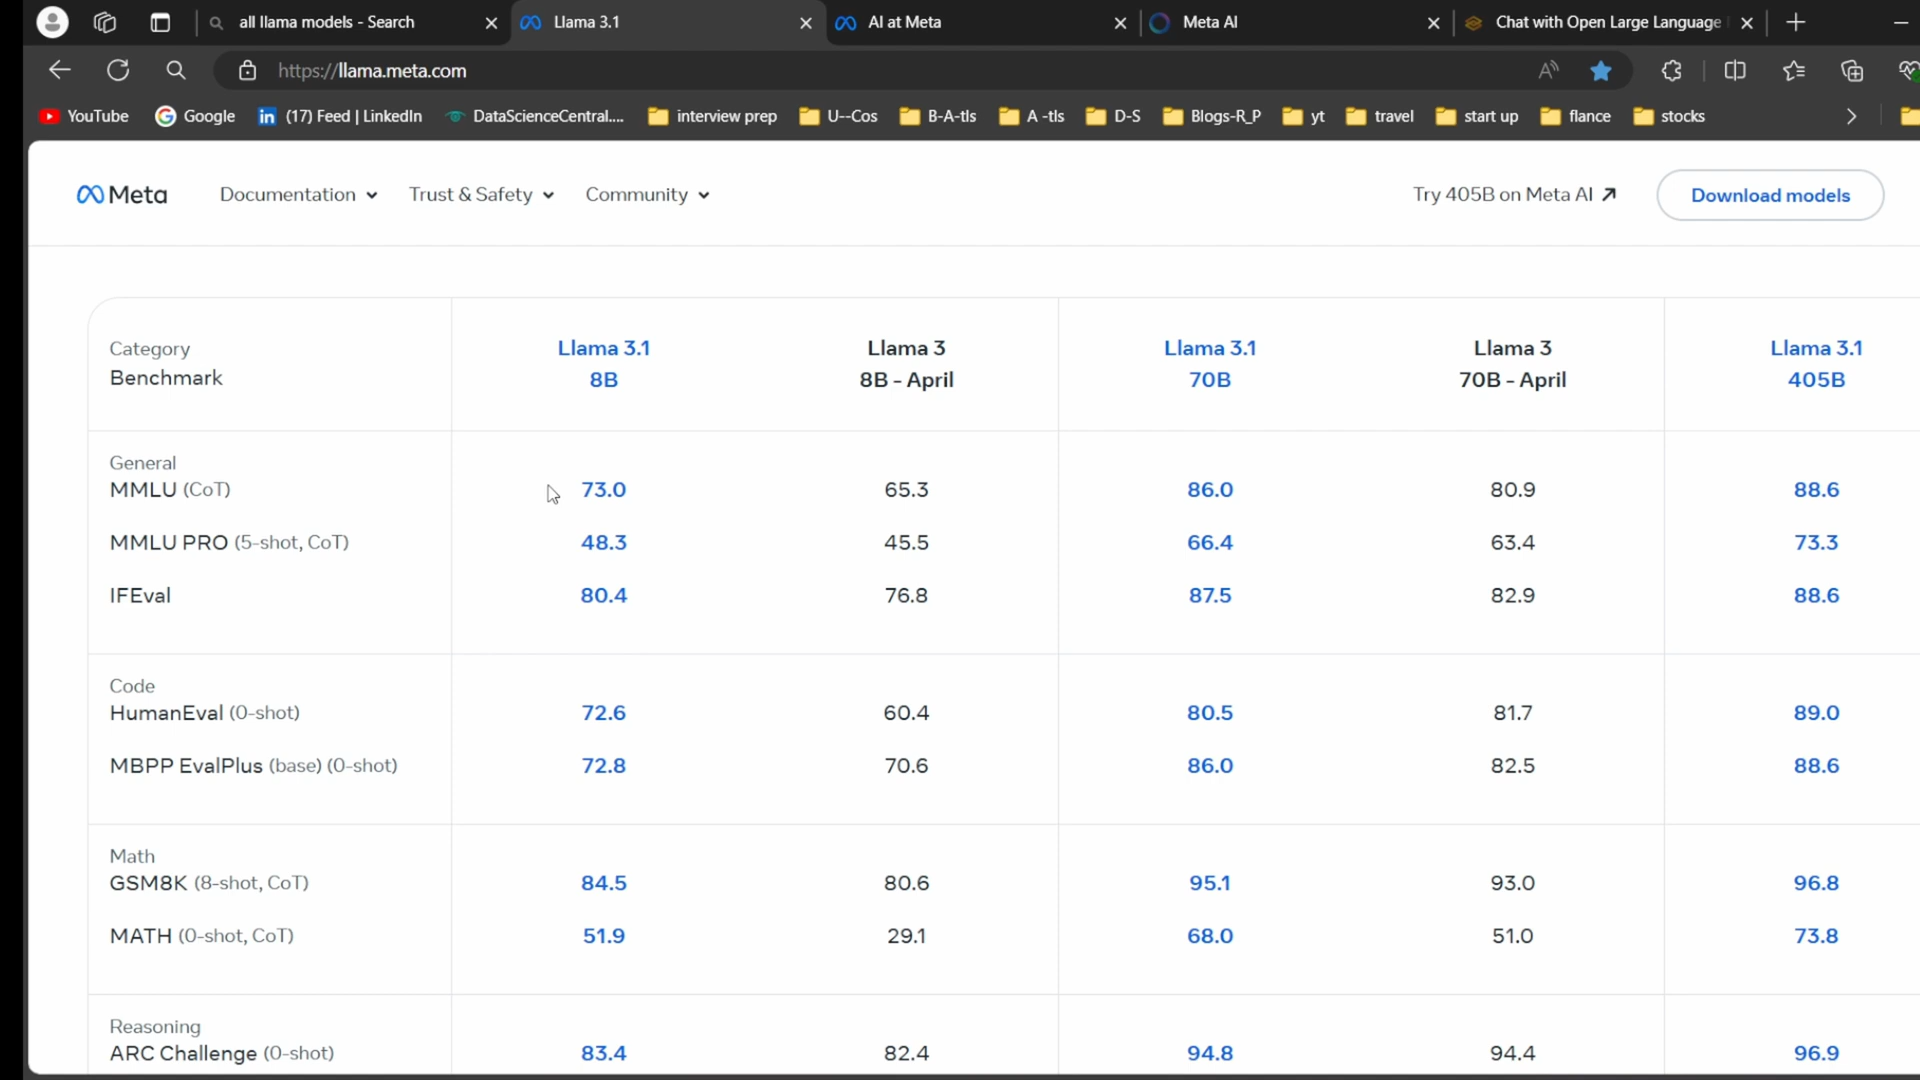 all llama models - Search
Llama 3.1
AI at Meta
Meta AI
Chat with Open Large Language
https://llama.meta.com
YouTube
Google
(17) Feed | LinkedIn
DataScienceCentral....
interview prep
U--Cos
B-A-tls
A -tls
D-S
Blogs-R_P
yt
travel
start up
flance
stocks
Meta Documentation Trust & Safety Community Try 405B on Meta AI Download models
Category Llama 3.1 Llama 3 Llama 3.1 Llama 3 Llama 3.1
Benchmark 8B 8B - April 70B 70B - April 405B
General
MMLU (CoT) 73.0 65.3 86.0 80.9 88.6
MMLU PRO (5-shot, CoT) 48.3 45.5 66.4 63.4 73.3
IFEval 80.4 76.8 87.5 82.9 88.6
Code
HumanEval (0-shot) 72.6 60.4 80.5 81.7 89.0
MBPP EvalPlus (base) (0-shot) 72.8 70.6 86.0 82.5 88.6
Math
GSM8K (8-shot, CoT) 84.5 80.6 95.1 93.0 96.8
MATH (0-shot, CoT) 51.9 29.1 68.0 51.0 73.8
Reasoning
ARC Challenge (0-shot) 83.4 82.4 94.8 94.4 96.9